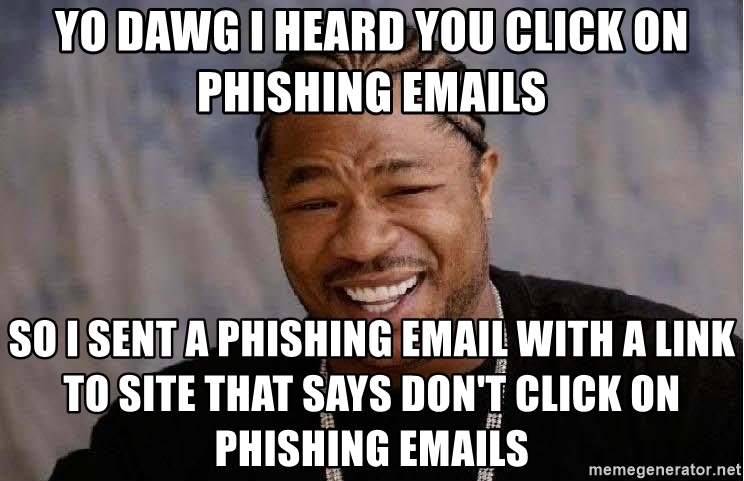 YO DAWG I HEARD YOU CLICK ON
PHISHING EMAILS
SO I SENT A PHISHING EMAIL WITH A LINK
TO SITE THAT SAYS DON'T CLICK ON
PHISHING EMAILS
memegenerator.net